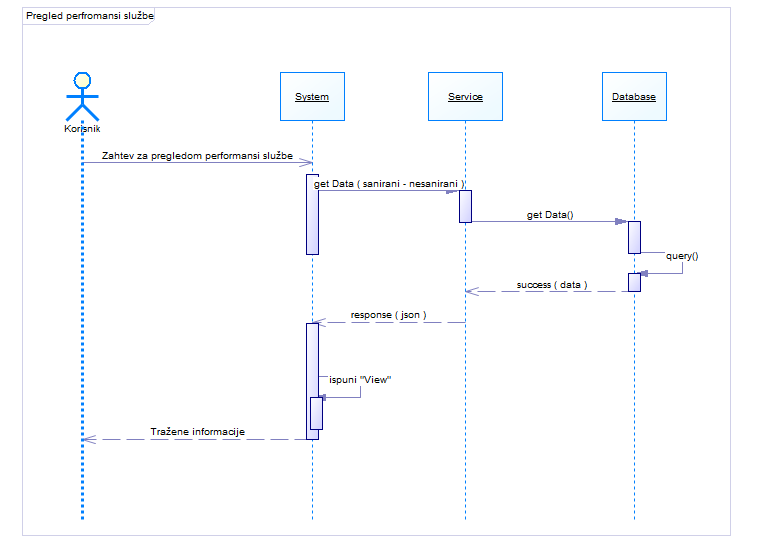 Pregled perfromansi službe
System
Service
Database
Korisnik
Zahtev za pregledom performansi službe
get Data ( sanirani - nesanirani )
get Data()
query()
success ( data )
response ( json )
ispuni "View"
Tražene informacije